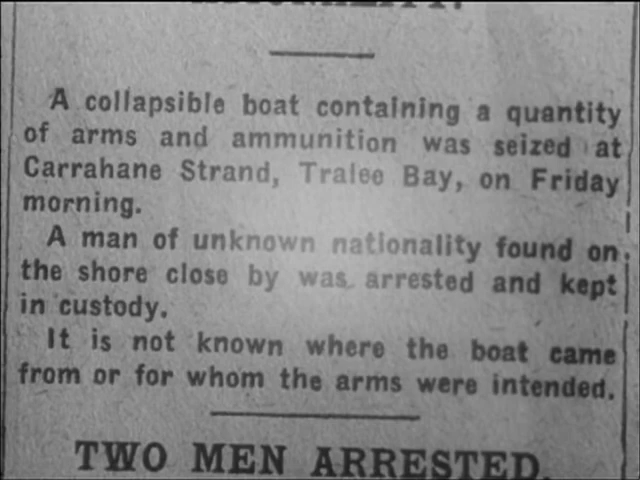 A collapsible boat containing a quantity
of arms and ammunition was seized at
Carrahane Strand, Tralee Bay, on Friday
morning.
A man of unknown nationality found on
the shore close by was arrested and kept
in custody.
It is not known where the boat came
from or for whom the arms were intended.
TWO MEN ARRESTED.